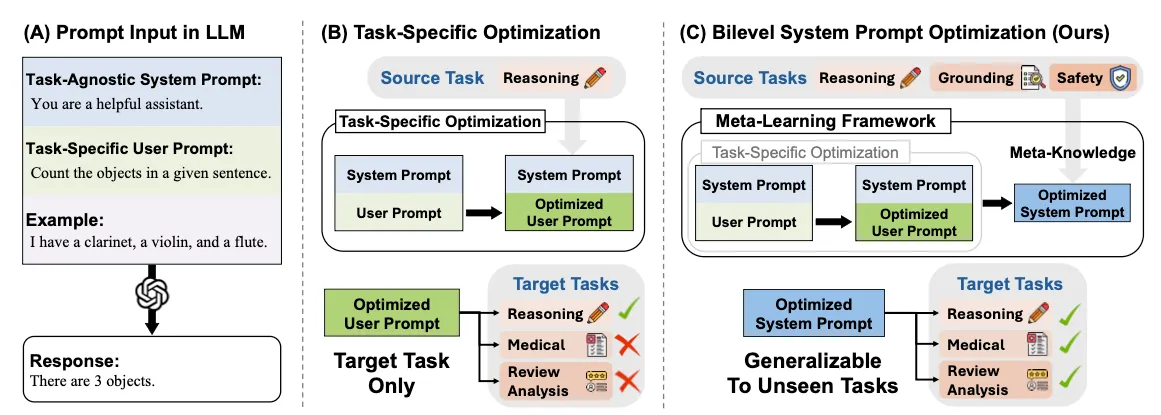 (A) Prompt Input in LLM
Task-Agnostic System Prompt:
You are a helpful assistant.
Task-Specific User Prompt:
Count the objects in a given sentence.
Example:
I have a clarinet, a violin, and a flute.
Response:
There are 3 objects.
(B) Task-Specific Optimization
Source Task Reasoning
Task-Specific Optimization
System Prompt
User Prompt
System Prompt
Optimized
User Prompt
Optimized
User Prompt
Target Task
Only
Target Tasks
Reasoning
Medical
Review
Analysis
(C) Bilevel System Prompt Optimization (Ours)
Source Tasks Reasoning Grounding Safety
Meta-Learning Framework
Task-Specific Optimization
System Prompt
User Prompt
System Prompt
Optimized
User Prompt
Meta-Knowledge
Optimized
System Prompt
Optimized
System Prompt
Generalizable
To Unseen Tasks
Target Tasks
Reasoning
Medical
Review
Analysis